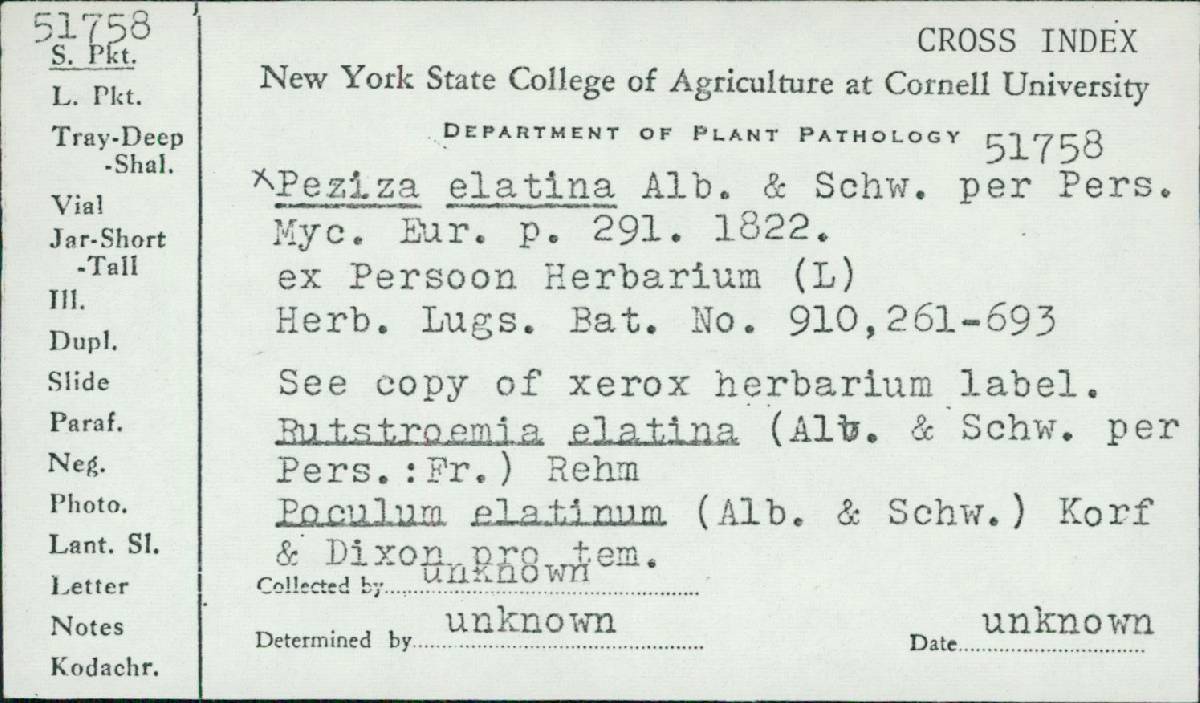 51758
S. Pkt.
L. Pkt.
Tray-Deep
-Shal.
Vial
Jar-Short
-Tall
Ill.
Dupl.
Slide
Paraf.
Neg.
Photo.
Lant. Sl.
Letter
Notes
Kodachr.
CROSS INDEX
New York State College of Agriculture at Cornell University
DEPARTMENT OF PLANT PATHOLOGY 51758
xPeziza elatina Alb. & Schw. per Pers.
Myc. Eur. p. 291. 1822.
ex Persoon Herbarium (L)
Herb. Lugs. Bat. No. 910,261-693
See copy of xerox herbarium label.
Rutstroemia elatina (Alb. & Schw. per
Pers.:Fr.) Rehm
Poculum elatinum (Alb. & Schw.) Korf
& Dixon pro tem.
Collected by unknown
Determined by unknown Date unknown